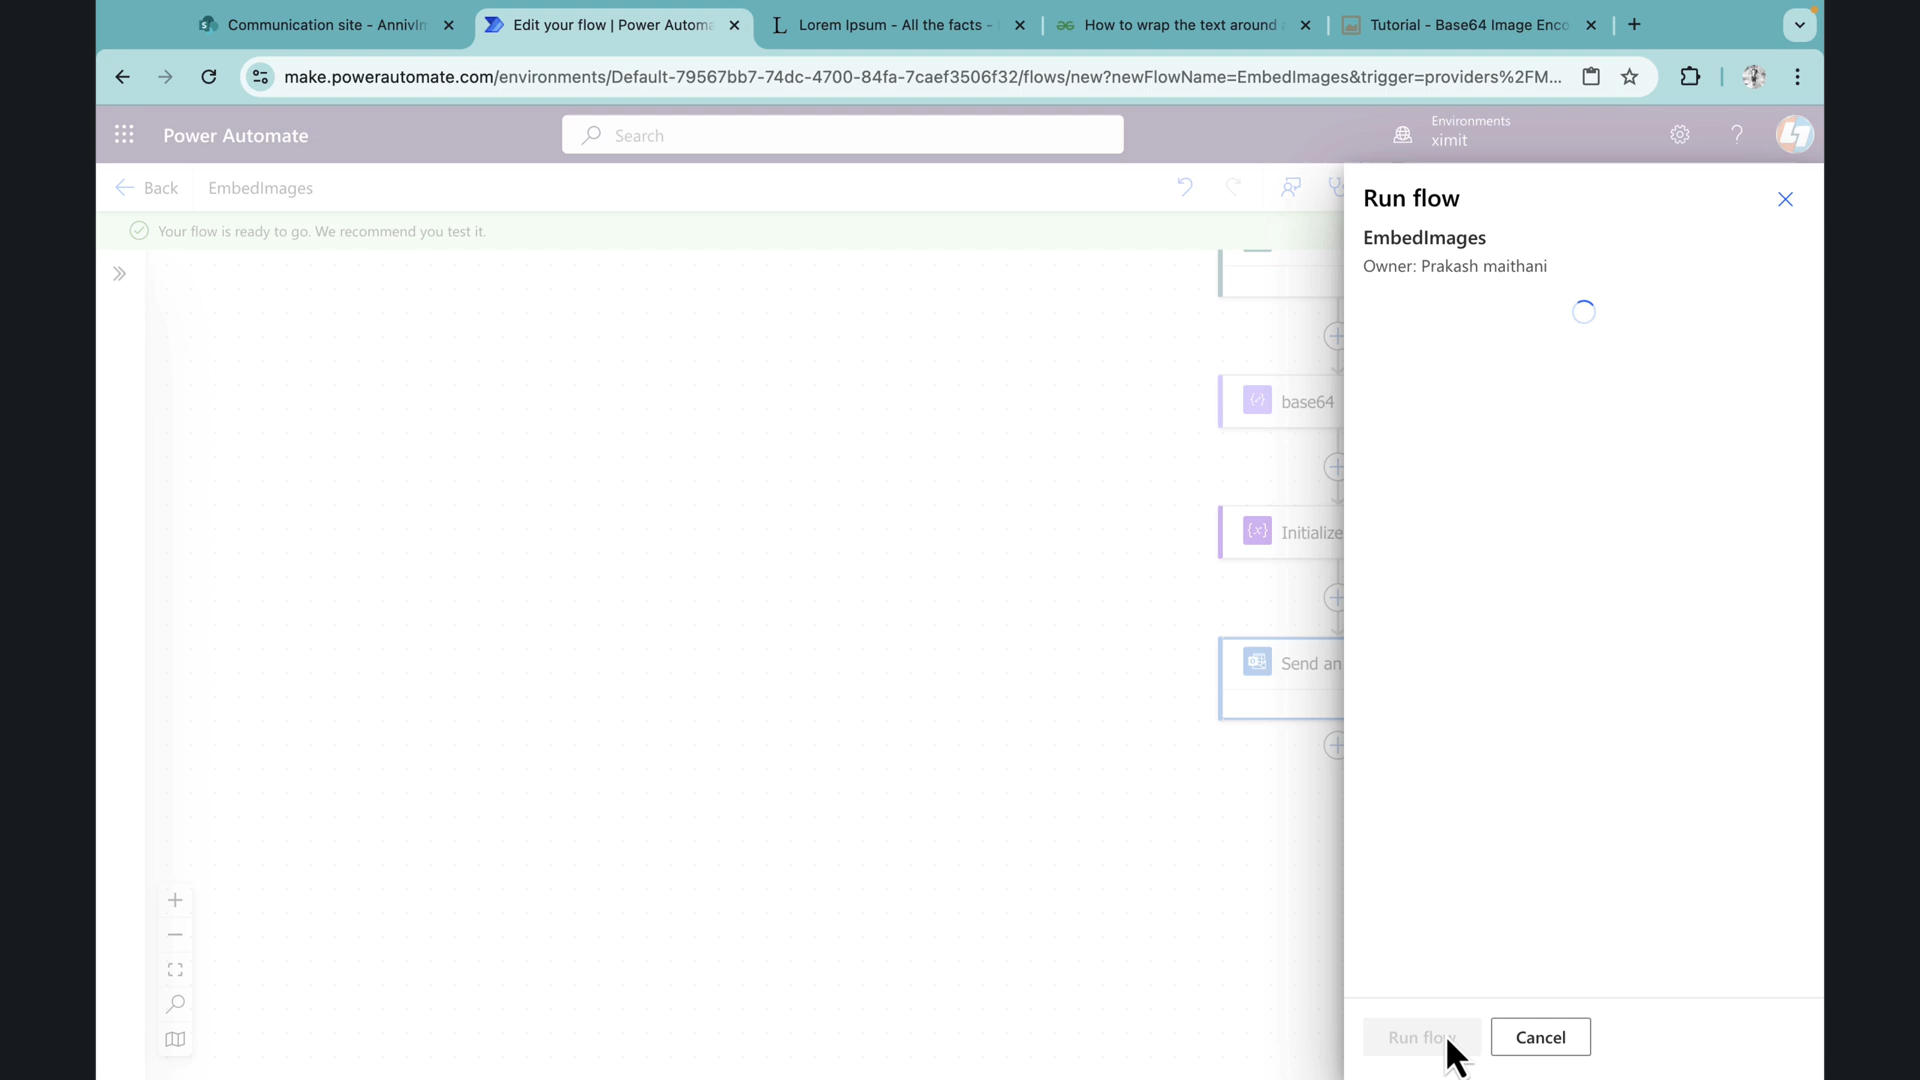 Communication site - AnnivIm
Edit your flow | Power Automa
Lorem Ipsum - All the facts -
How to wrap the text around
Tutorial - Base64 Image Enco
make.powerautomate.com/environments/Default-79567bb7-74dc-4700-84fa-7caef3506f32/flows/new?newFlowName=EmbedImages&trigger=providers%2FM...
Power Automate
Search
Environments
ximit
Back
EmbedImages
Your flow is ready to go. We recommend you test it.
base64
Initialize
Send an
Run flow
EmbedImages
Owner: Prakash maithani
Run flow
Cancel